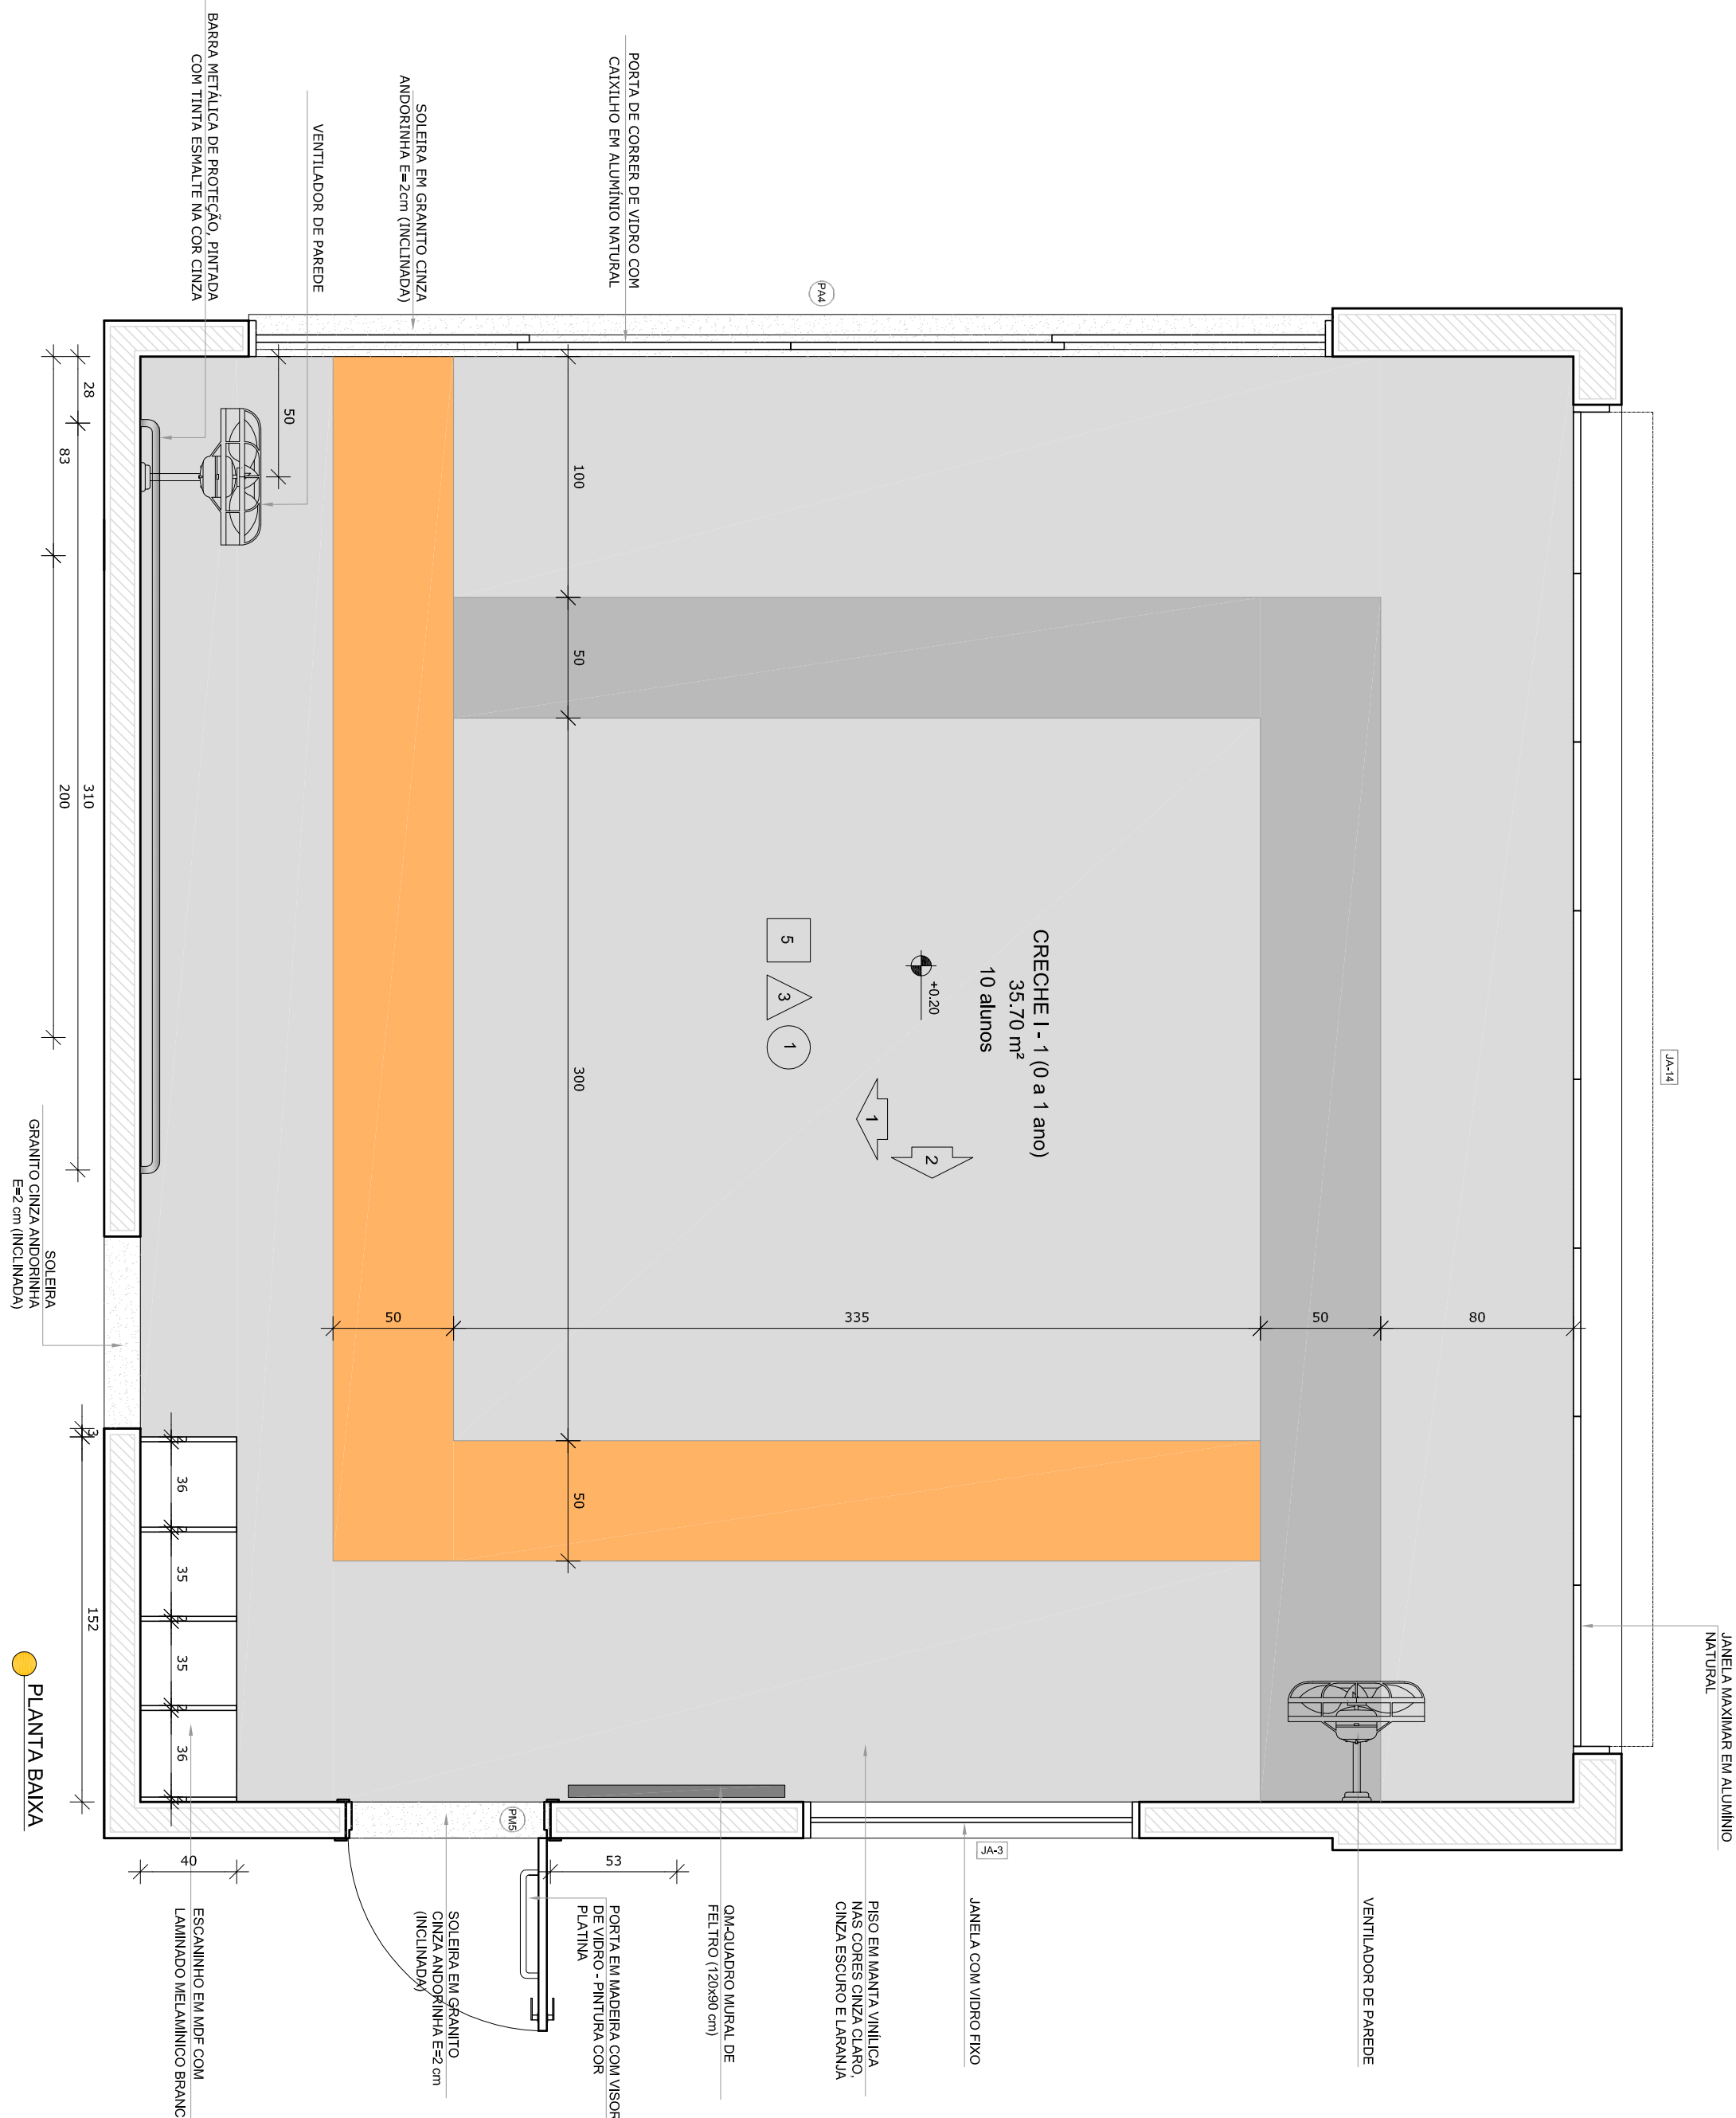 BARRA METÁLICA DE PROTEÇÃO, PINTADA
COM TINTA ESMALTE NA COR CINZA
VENTILADOR DE PAREDE
SOLEIRA EM GRANITO CINZA
ANDORINHA E=2cm (INCLINADA)
PORTA DE CORRER DE VIDRO COM
CAIXILHO EM ALUMÍNIO NATURAL
PA4
28
83
50
310
200
100
50
300
50
CRECHE I - 1 (0 a 1 ano)
35.70 m²
10 alunos
+0.20
5
3
1
1
2
JA-14
50
335
50
80
SOLEIRA
GRANITO CINZA ANDORINHA
E=2 cm (INCLINADA)
3
152
2
36
2
35
2
35
2
36
2
PLANTA BAIXA
JANELA MAXIMAR EM ALUMÍNIO
NATURAL
PM5
JA-3
40
53
ESCANINHO EM MDF COM
LAMINADO MELAMÍNICO BRANC
SOLEIRA EM GRANITO
CINZA ANDORINHA E=2 cm
(INCLINADA)
PORTA EM MADEIRA COM VISOR
DE VIDRO - PINTURA COR
PLATINA
QM-QUADRO MURAL DE
FELTRO (120x90 cm)
PISO EM MANTA VINÍLICA
NAS CORES CINZA CLARO,
CINZA ESCURO E LARANJA
JANELA COM VIDRO FIXO
VENTILADOR DE PAREDE